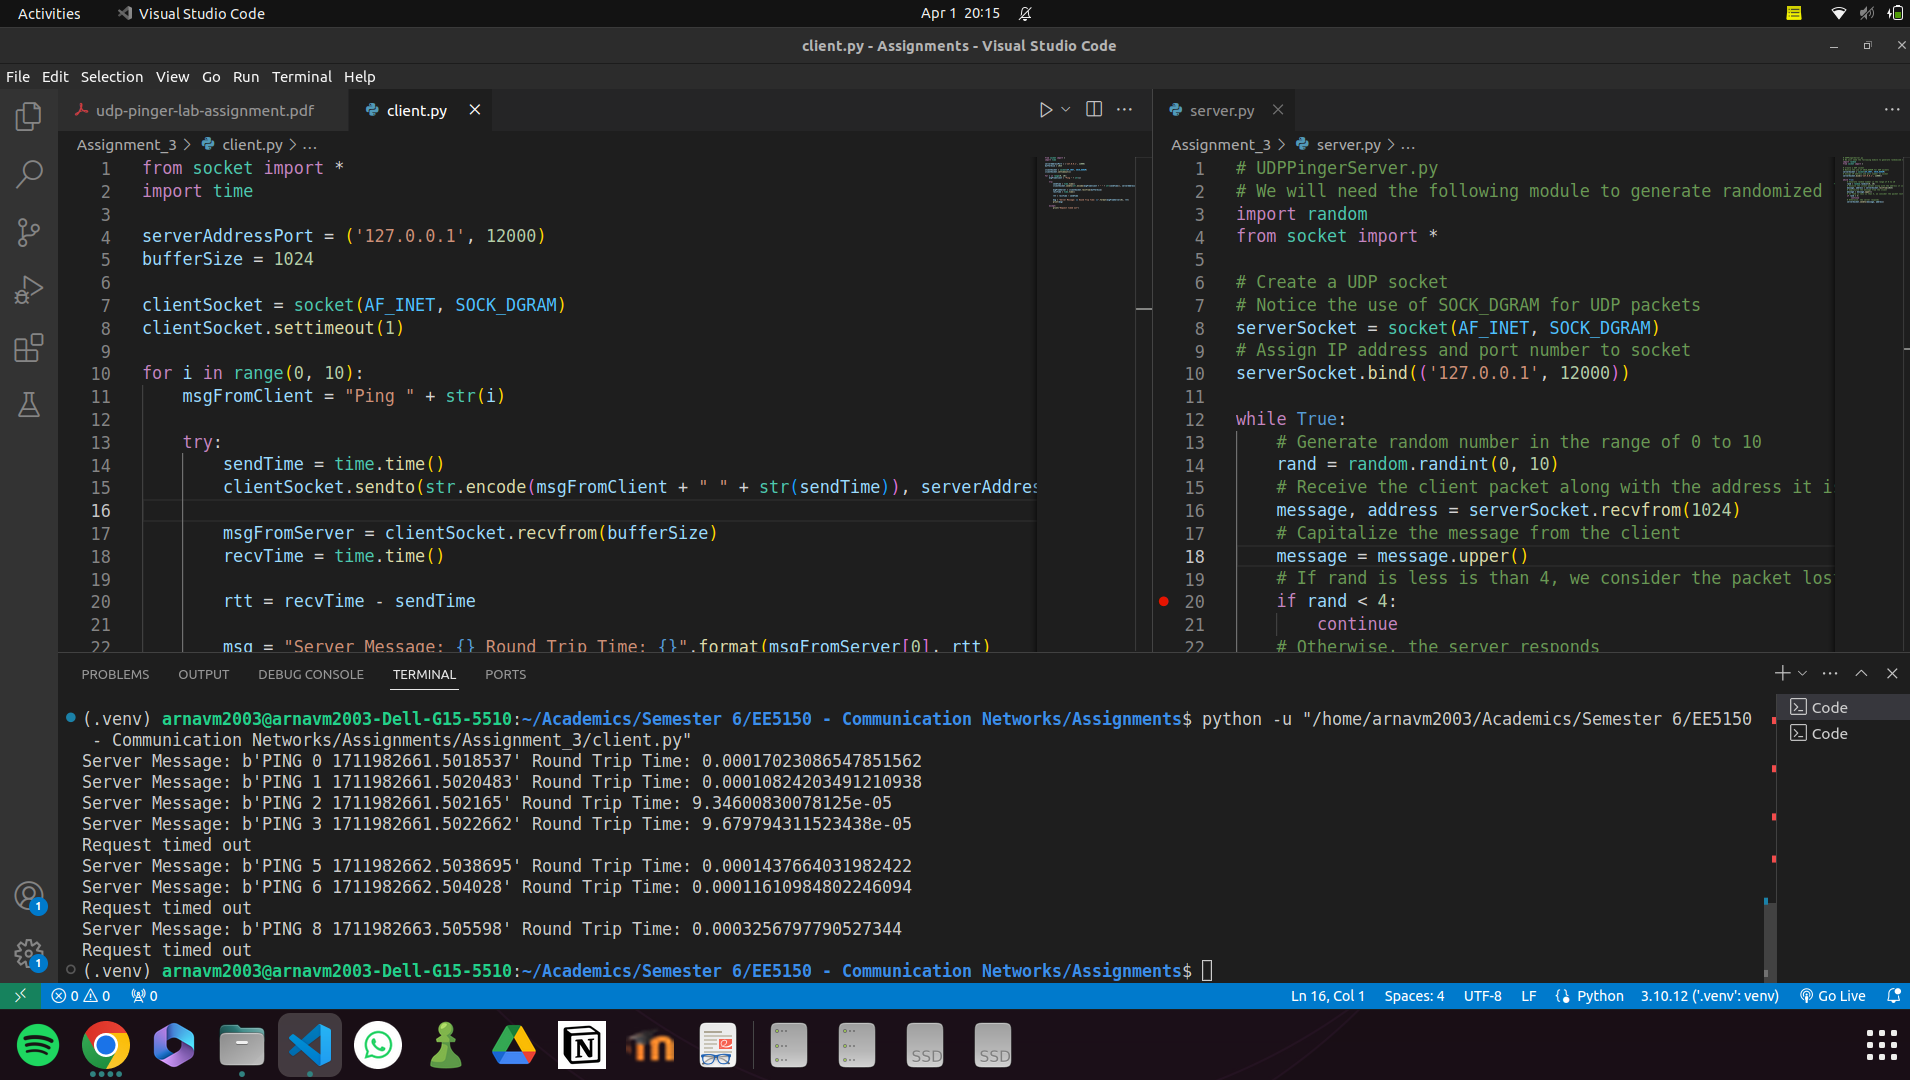 Activities
Visual Studio Code
Apr 1 20:15
client.py - Assignments - Visual Studio Code
File Edit Selection View Go Run Terminal Help
udp-pinger-lab-assignment.pdf
client.py
server.py
Assignment_3 > client.py > ...
1 from socket import *
2 import time
3
4 serverAddressPort = ('127.0.0.1', 12000)
5 bufferSize = 1024
6
7 clientSocket = socket(AF_INET, SOCK_DGRAM)
8 clientSocket.settimeout(1)
9
10 for i in range(0, 10):
11 msgFromClient = "Ping " + str(i)
12
13 try:
14 sendTime = time.time()
15 clientSocket.sendto(str.encode(msgFromClient + " " + str(sendTime)), serverAddres
16
17 msgFromServer = clientSocket.recvfrom(bufferSize)
18 recvTime = time.time()
19
20 rtt = recvTime - sendTime
21
22 msg = "Server Message: {} Round Trip Time: {}".format(msgFromServer[0], rtt)
Assignment_3 > server.py > ...
1 # UDPPingerServer.py
2 # We will need the following module to generate randomized
3 import random
4 from socket import *
5
6 # Create a UDP socket
7 # Notice the use of SOCK_DGRAM for UDP packets
8 serverSocket = socket(AF_INET, SOCK_DGRAM)
9 # Assign IP address and port number to socket
10 serverSocket.bind(('127.0.0.1', 12000))
11
12 while True:
13 # Generate random number in the range of 0 to 10
14 rand = random.randint(0, 10)
15 # Receive the client packet along with the address it i
16 message, address = serverSocket.recvfrom(1024)
17 # Capitalize the message from the client
18 message = message.upper()
19 # If rand is less is than 4, we consider the packet los
20 if rand < 4:
21 continue
22 # Otherwise, the server responds
PROBLEMS OUTPUT DEBUG CONSOLE TERMINAL PORTS
(.venv) arnavm2003@arnavm2003-Dell-G15-5510:~/Academics/Semester 6/EE5150 - Communication Networks/Assignments$ python -u "/home/arnavm2003/Academics/Semester 6/EE5150
- Communication Networks/Assignments/Assignment_3/client.py"
Server Message: b'PING 0 1711982661.5018537' Round Trip Time: 0.00017023086547851562
Server Message: b'PING 1 1711982661.5020483' Round Trip Time: 0.00010824203491210938
Server Message: b'PING 2 1711982661.502165' Round Trip Time: 9.34600830078125e-05
Server Message: b'PING 3 1711982661.5022662' Round Trip Time: 9.679794311523438e-05
Request timed out
Server Message: b'PING 5 1711982662.5038695' Round Trip Time: 0.0001437664031982422
Server Message: b'PING 6 1711982662.504028' Round Trip Time: 0.00011610984802246094
Request timed out
Server Message: b'PING 8 1711982663.505598' Round Trip Time: 0.0003256797790527344
Request timed out
(.venv) arnavm2003@arnavm2003-Dell-G15-5510:~/Academics/Semester 6/EE5150 - Communication Networks/Assignments$
Code
Code
1
1
0 0 0
Ln 16, Col 1 Spaces: 4 UTF-8 LF Python 3.10.12 ('.venv': venv) Go Live
SSD
SSD